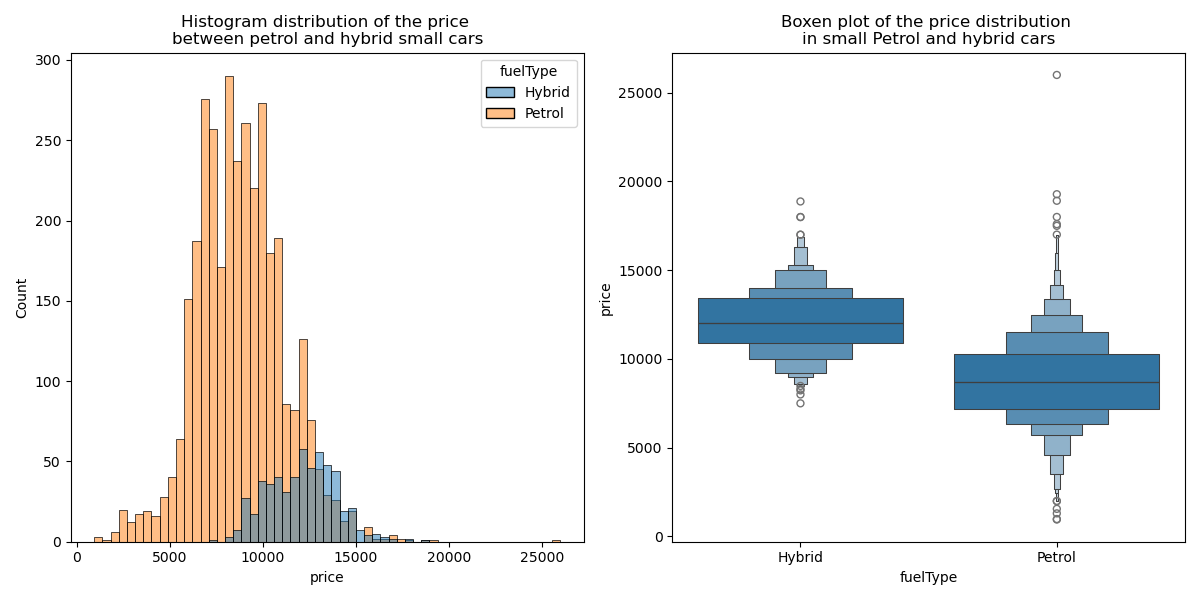 Histogram distribution of the price
between petrol and hybrid small cars
300
250
200
150
100
50
0
Count
0
5000
10000
15000
20000
25000
price
fuelType
Hybrid
Petrol
Boxen plot of the price distribution
in small Petrol and hybrid cars
25000
20000
15000
10000
5000
0
price
Hybrid
Petrol
fuelType